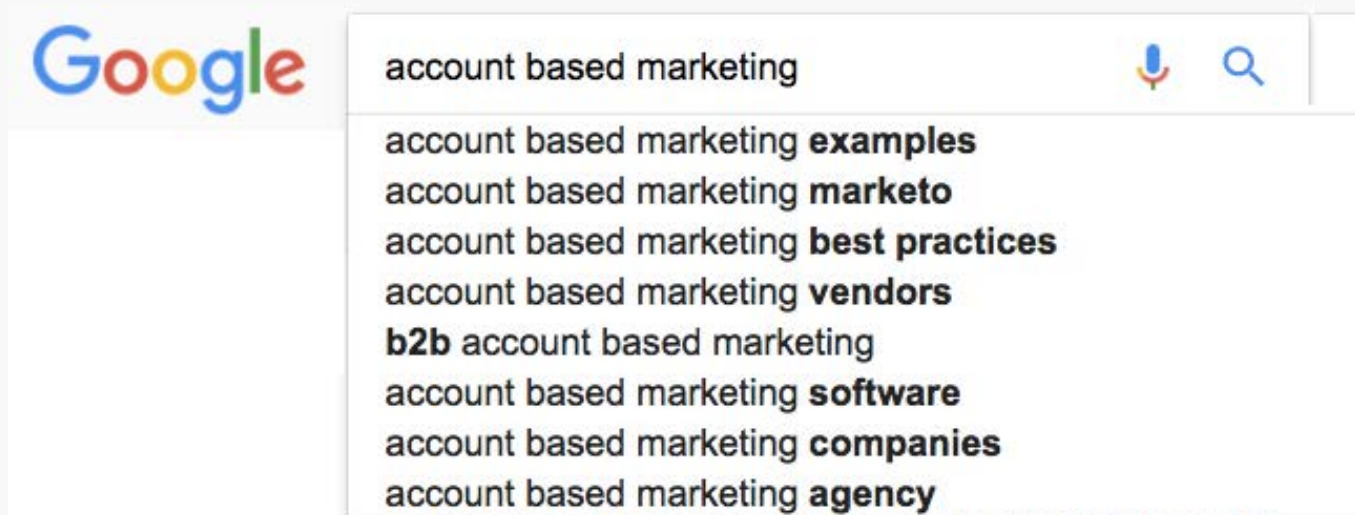 Google
account based marketing
account based marketing examples
account based marketing marketo
account based marketing best practices
account based marketing vendors
b2b account based marketing
account based marketing software
account based marketing companies
account based marketing agency